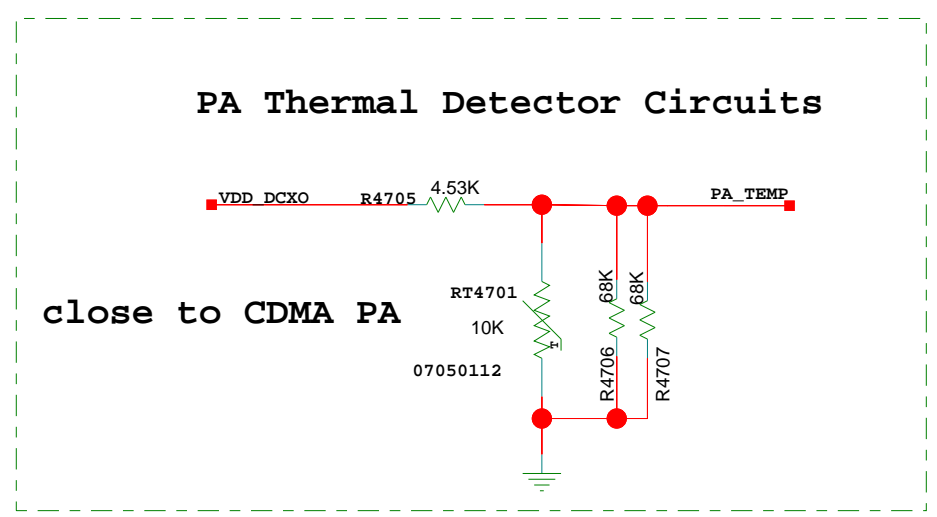 PA Thermal Detector Circuits
VDD_DCXO
R4705
4.53K
PA_TEMP
close to CDMA PA
RT4701
10K
T
07050112
68K
R4706
68K
R4707